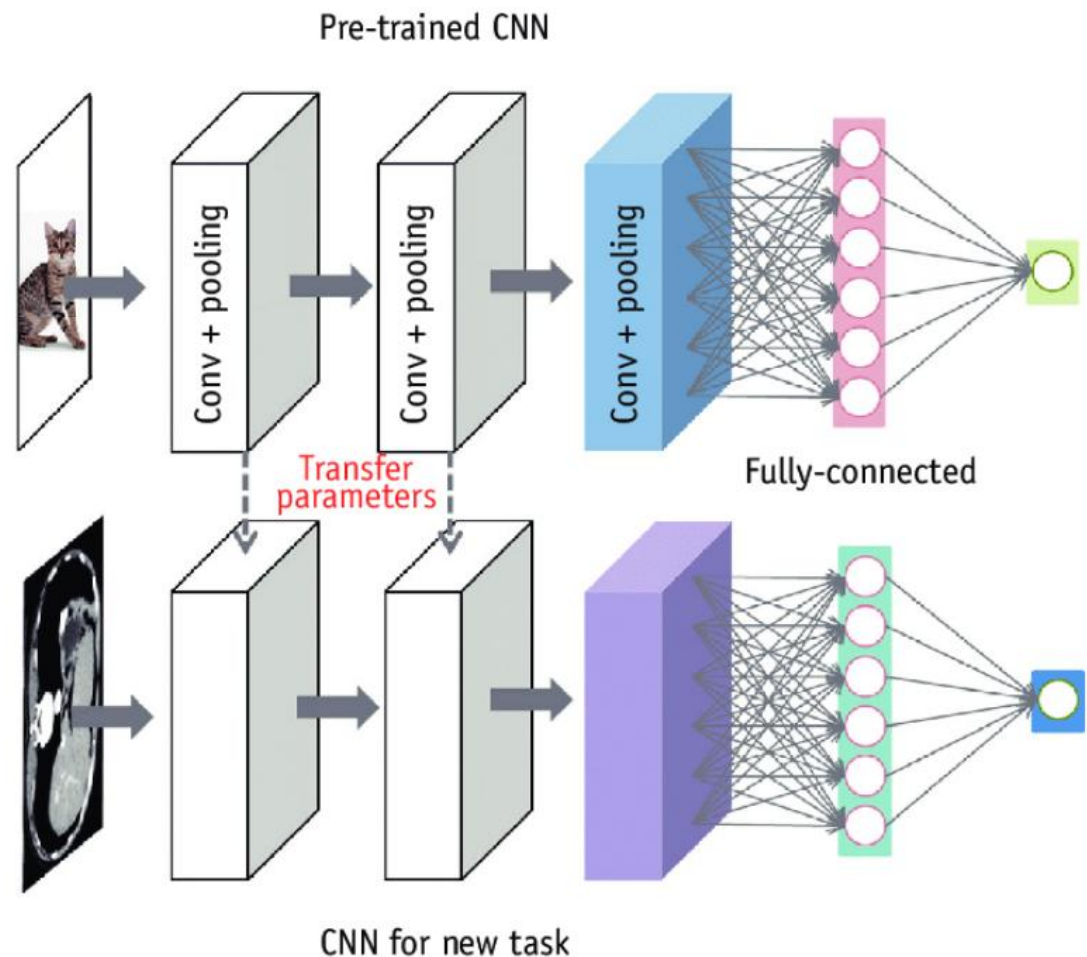 Pre-trained CNN
Conv + pooling
Conv + pooling
Conv + pooling
Transfer
parameters
Fully-connected
CNN for new task